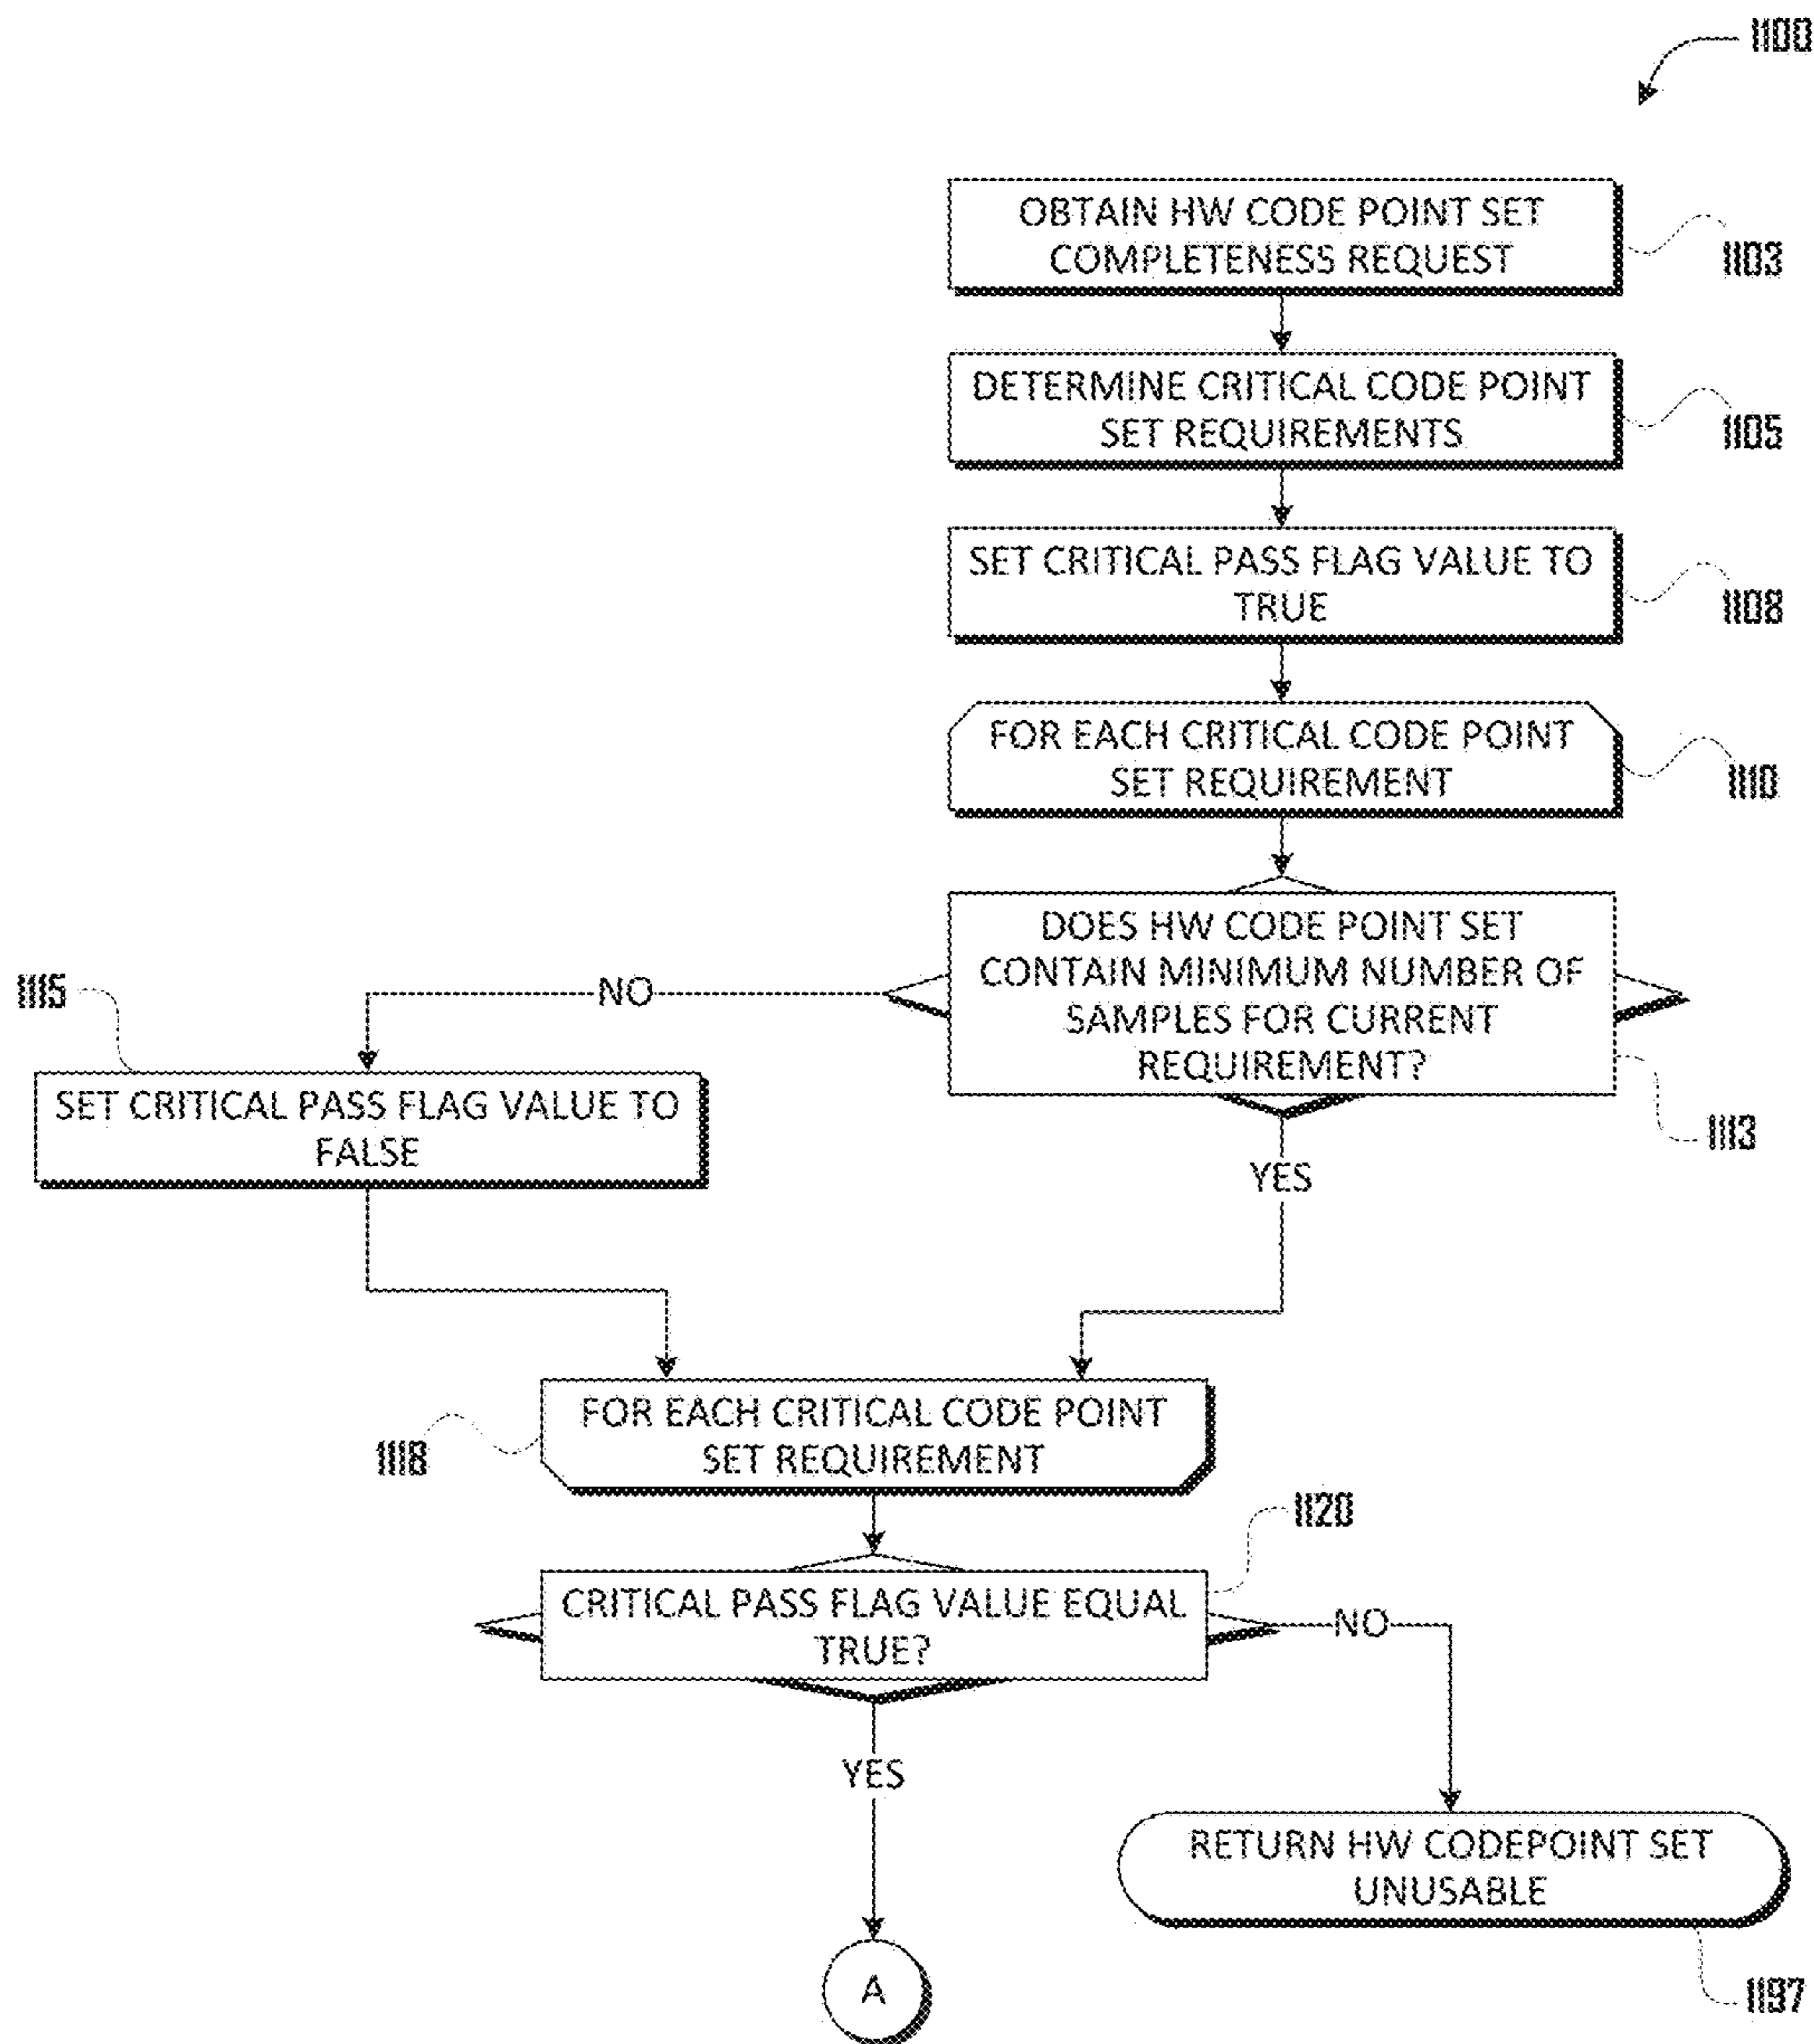 1100
OBTAIN HW CODE POINT SET
COMPLETENESS REQUEST
1103
DETERMINE CRITICAL CODE POINT
SET REQUIREMENTS
1105
SET CRITICAL PASS FLAG VALUE TO
TRUE
1108
FOR EACH CRITICAL CODE POINT
SET REQUIREMENT
1110
DOES HW CODE POINT SET
CONTAIN MINIMUM NUMBER OF
SAMPLES FOR CURRENT
REQUIREMENT?
1113
NO
1115
SET CRITICAL PASS FLAG VALUE TO
FALSE
YES
FOR EACH CRITICAL CODE POINT
SET REQUIREMENT
1118
1120
CRITICAL PASS FLAG VALUE EQUAL
TRUE?
NO
YES
RETURN HW CODEPOINT SET
UNUSABLE
1197
A